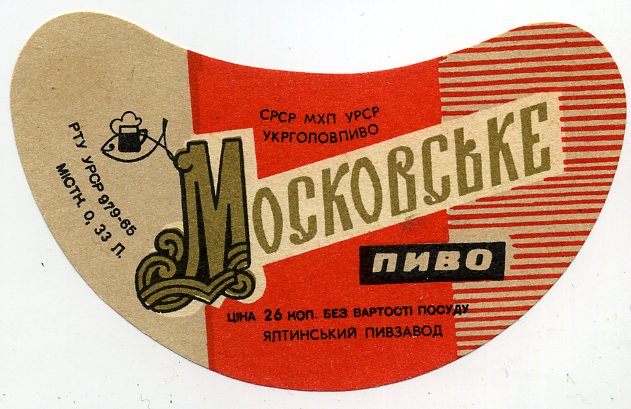 СРСР МХП УРСР
УКРГОЛОВПИВО
РТУ УРСР 979-65
МІСТК. 0,33 Л.
МОСКОВСЬКЕ
ПИВО
ЦІНА 26 КОП. БЕЗ ВАРТОСТІ ПОСУДУ
ЯЛТИНСЬКИЙ ПИВЗАВОД